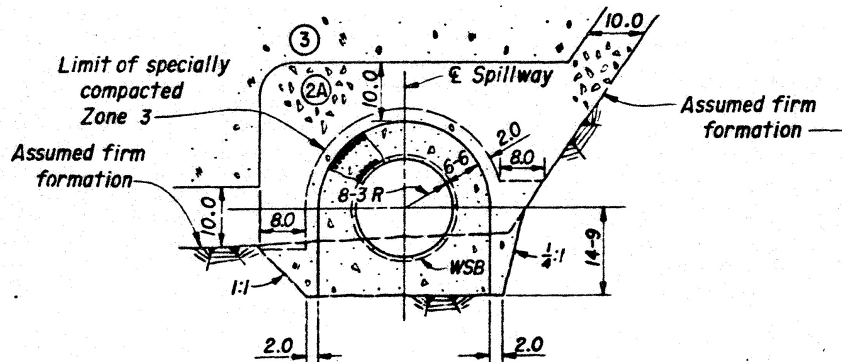 10.0
3
Limit of specially
compacted
Zone 3
2A
10.0
℄ Spillway
Assumed firm
formation
Assumed firm
formation
2.0
6-6
8.0
8-3 R
10.0
8.0
14-9
1/4:1
WSB
1:1
2.0
2.0